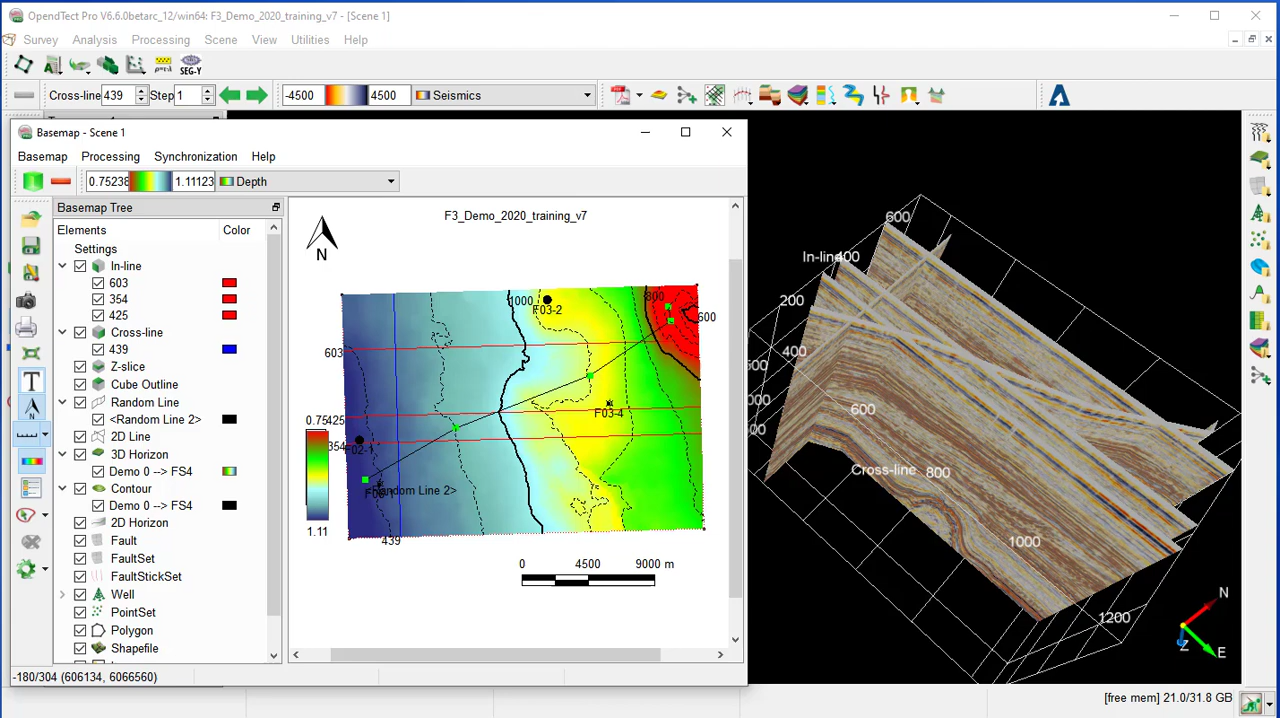 OpendTect Pro V6.6.0betarc_12/win64: F3_Demo_2020_training_v7 - [Scene 1]
Survey Analysis Processing Scene View Utilities Help
SEG-Y
Cross-line 439 Step 1 -4500 4500 Seismics
Basemap - Scene 1
Basemap Processing Synchronization Help
0.75238 1.11123 Depth
Basemap Tree
Elements Color
Settings
In-line
603
354
425
Cross-line
439
Z-slice
Cube Outline
Random Line
<Random Line 2>
2D Line
3D Horizon
Demo 0 --> FS4
Contour
Demo 0 --> FS4
2D Horizon
Fault
FaultSet
FaultStickSet
Well
PointSet
Polygon
Shapefile
F3_Demo_2020_training_v7
N
1000
F03-2
800
600
603
F03-4
0.75
425
354
F02-1
<Random Line 2>
1.11
439
0 4500 9000 m
600
In-line
400
200
400
600
Cross-line
800
1000
1200
N
E
Z
-180/304 (606134, 6066560)
[free mem] 21.0/31.8 GB